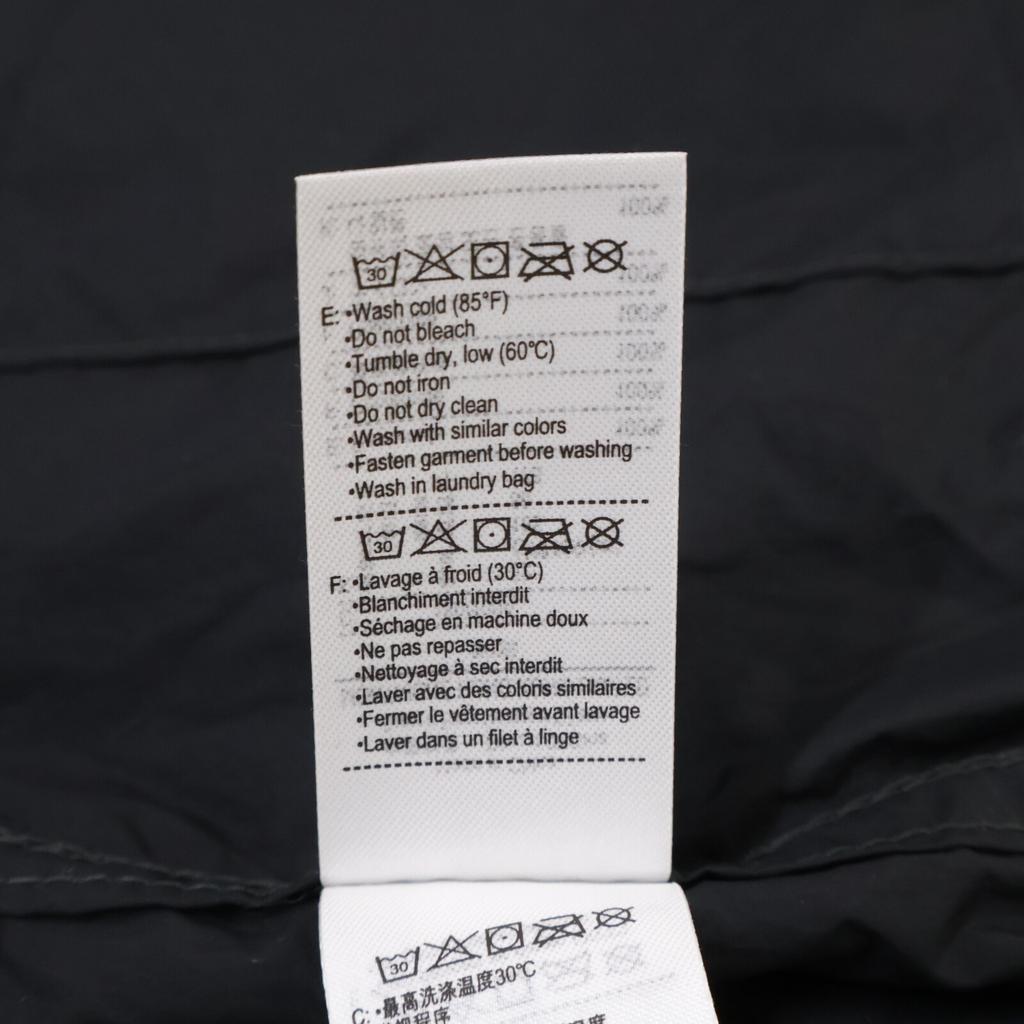 30
E: •Wash cold (85°F)
•Do not bleach
•Tumble dry, low (60℃)
•Do not iron
•Do not dry clean
•Wash with similar colors
•Fasten garment before washing
•Wash in laundry bag
30
F: •Lavage à froid (30°C)
•Blanchiment interdit
•Séchage en machine doux
•Ne pas repasser
•Nettoyage à sec interdit
•Laver avec des coloris similaires
•Fermer le vêtement avant lavage
•Laver dans un filet à linge
30
C: •最高洗涤温度30℃